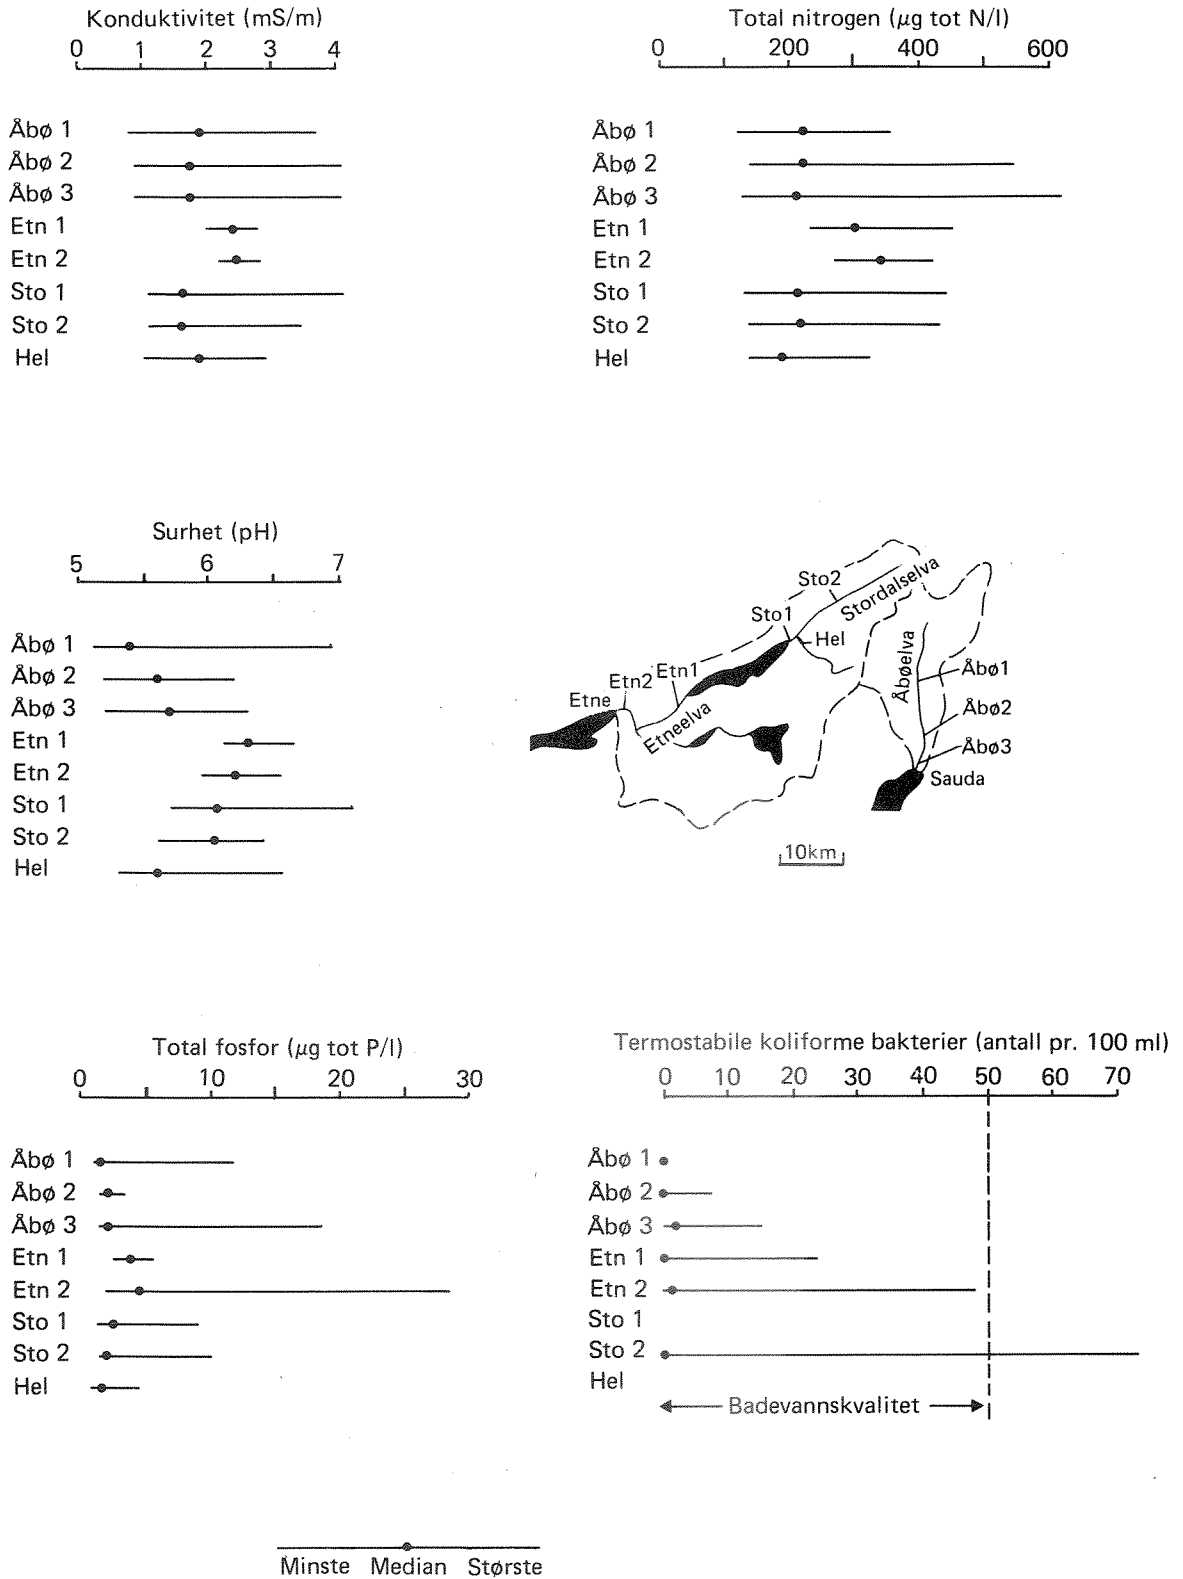 Konduktivitet (mS/m)
0 1 2 3 4
Åbø 1
Åbø 2
Åbø 3
Etn 1
Etn 2
Sto 1
Sto 2
Hel
Total nitrogen (µg tot N/l)
0 200 400 600
Åbø 1
Åbø 2
Åbø 3
Etn 1
Etn 2
Sto 1
Sto 2
Hel
Surhet (pH)
5 6 7
Åbø 1
Åbø 2
Åbø 3
Etn 1
Etn 2
Sto 1
Sto 2
Hel
Sto2
Stordalselva
Sto1
Hel
Åbøelva
Åbø1
Etn1
Etn2
Etne
Etneelva
Åbø2
Åbø3
Sauda
10km
Total fosfor (µg tot P/l)
0 10 20 30
Åbø 1
Åbø 2
Åbø 3
Etn 1
Etn 2
Sto 1
Sto 2
Hel
Termostabile koliforme bakterier (antall pr. 100 ml)
0 10 20 30 40 50 60 70
Åbø 1
Åbø 2
Åbø 3
Etn 1
Etn 2
Sto 1
Sto 2
Hel
Badevannskvalitet
Minste Median Største